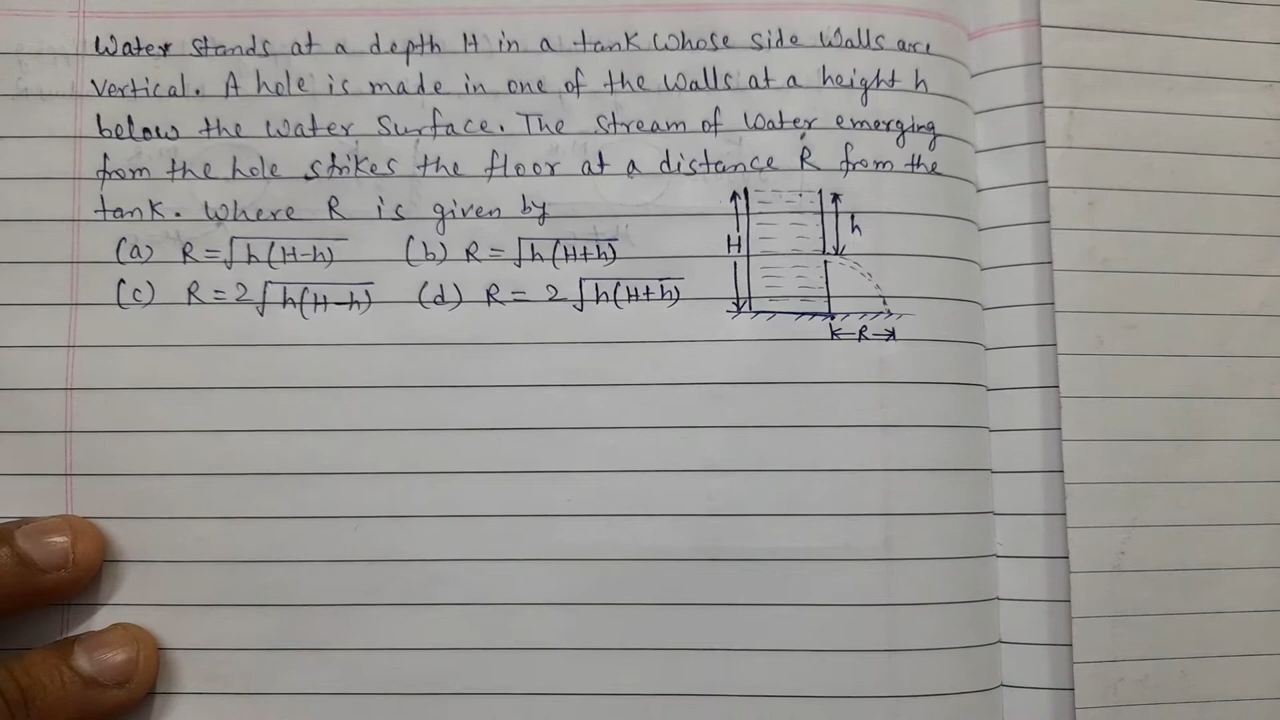 Water stands at a depth H in a tank whose side walls are
vertical. A hole is made in one of the walls at a height h
below the water surface. The stream of water emerging
from the hole strikes the floor at a distance R from the
tank. Where R is given by
(a) R=√h(H-h) (b) R=√h(H+h)
(c) R=2√h(H-h) (d) R=2√h(H+h)
H
h
R